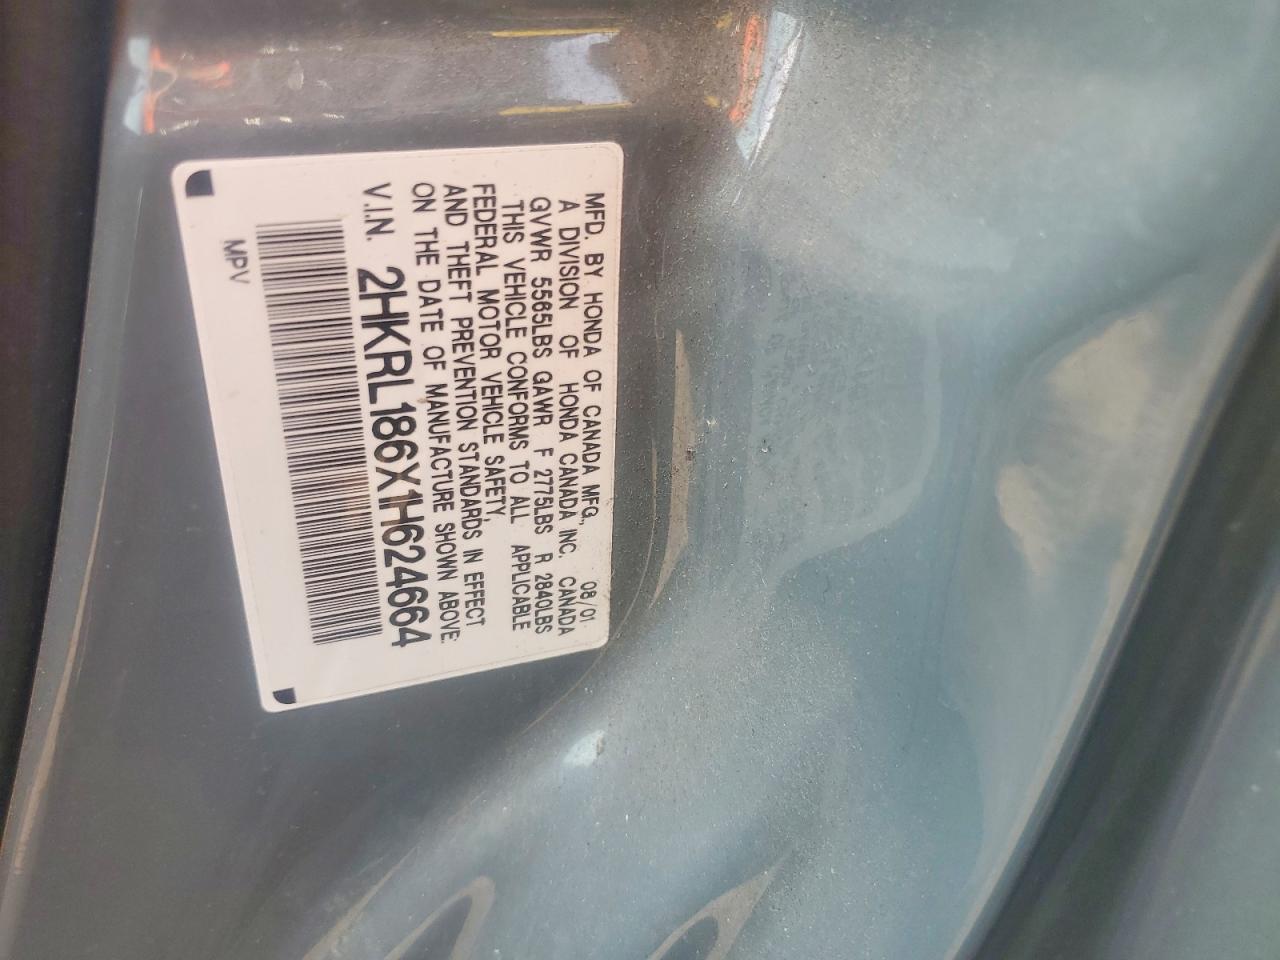 MFD. BY HONDA OF CANADA MFG., 08/01
A DIVISION OF HONDA CANADA INC. CANADA
GVWR 5565LBS GAWR F 2775LBS R 2840LBS
THIS VEHICLE CONFORMS TO ALL APPLICABLE
FEDERAL MOTOR VEHICLE SAFETY,
AND THEFT PREVENTION STANDARDS IN EFFECT
ON THE DATE OF MANUFACTURE SHOWN ABOVE.
V.I.N. 2HKRL186X1H624664
MPV